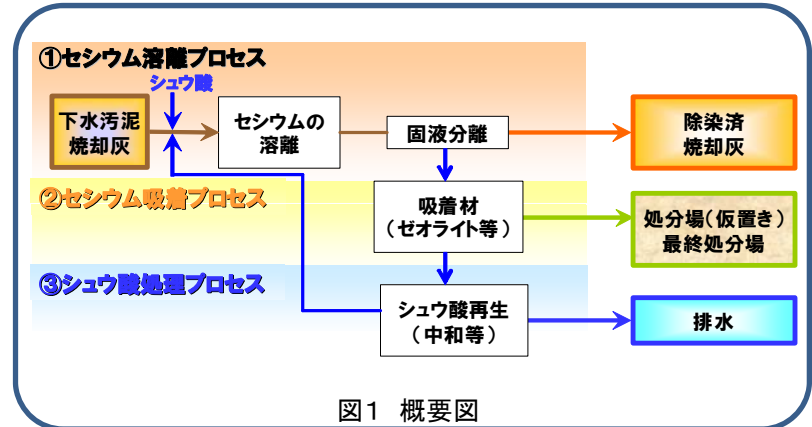 ①セシウム溶離プロセス
シュウ酸
下水汚泥
焼却灰
セシウムの
溶離
固液分離
除染済
焼却灰
②セシウム吸着プロセス
吸着材
（ゼオライト等）
処分場（仮置き）
最終処分場
③シュウ酸処理プロセス
シュウ酸再生
（中和等）
排水
図１ 概要図